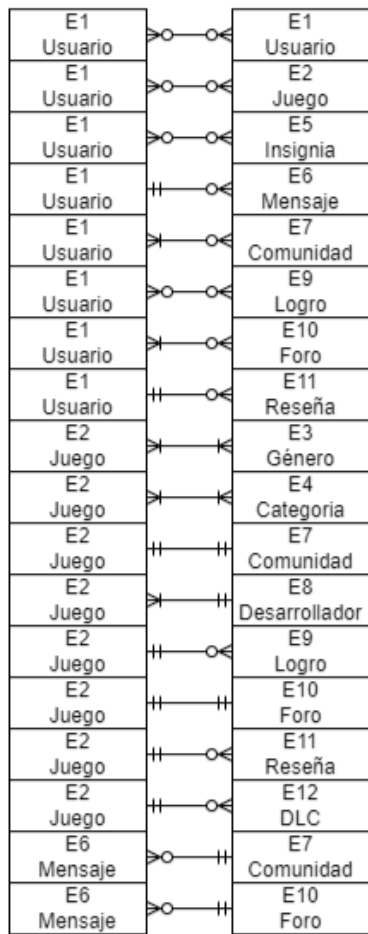 E1 E1
Usuario Usuario
E1 E2
Usuario Juego
E1 E5
Usuario Insignia
E1 E6
Usuario Mensaje
E1 E7
Usuario Comunidad
E1 E9
Usuario Logro
E1 E10
Usuario Foro
E1 E11
Usuario Reseña
E2 E3
Juego Género
E2 E4
Juego Categoria
E2 E7
Juego Comunidad
E2 E8
Juego Desarrollador
E2 E9
Juego Logro
E2 E10
Juego Foro
E2 E11
Juego Reseña
E2 E12
Juego DLC
E6 E7
Mensaje Comunidad
E6 E10
Mensaje Foro